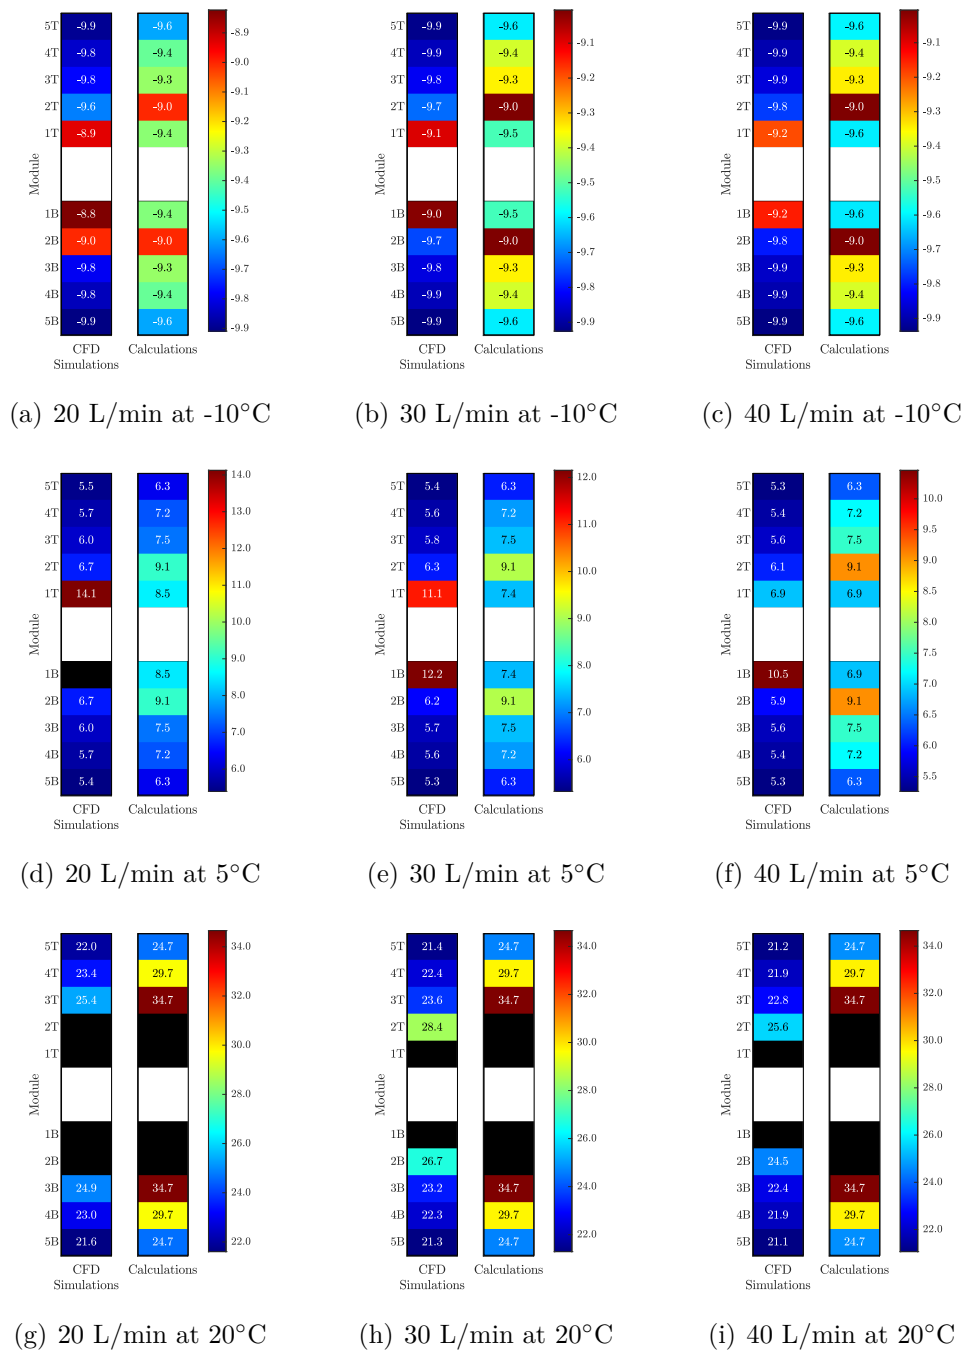 5T -9.9 -9.6
4T -9.8 -9.4
3T -9.8 -9.3
2T -9.6 -9.0
1T -8.9 -9.4
Module
1B -8.8 -9.4
2B -9.0 -9.0
3B -9.8 -9.3
4B -9.8 -9.4
5B -9.9 -9.6
CFD Calculations
Simulations
-8.9
-9.0
-9.1
-9.2
-9.3
-9.4
-9.5
-9.6
-9.7
-9.8
-9.9
(a) 20 L/min at -10°C
5T -9.9 -9.6
4T -9.9 -9.4
3T -9.8 -9.3
2T -9.7 -9.0
1T -9.1 -9.5
Module
1B -9.0 -9.5
2B -9.7 -9.0
3B -9.8 -9.3
4B -9.9 -9.4
5B -9.9 -9.6
CFD Calculations
Simulations
-9.1
-9.2
-9.3
-9.4
-9.5
-9.6
-9.7
-9.8
-9.9
(b) 30 L/min at -10°C
5T -9.9 -9.6
4T -9.9 -9.4
3T -9.9 -9.3
2T -9.8 -9.0
1T -9.2 -9.6
Module
1B -9.2 -9.6
2B -9.8 -9.0
3B -9.9 -9.3
4B -9.9 -9.4
5B -9.9 -9.6
CFD Calculations
Simulations
-9.1
-9.2
-9.3
-9.4
-9.5
-9.6
-9.7
-9.8
-9.9
(c) 40 L/min at -10°C
5T 5.5 6.3
4T 5.7 7.2
3T 6.0 7.5
2T 6.7 9.1
1T 14.1 8.5
Module
1B 8.5
2B 6.7 9.1
3B 6.0 7.5
4B 5.7 7.2
5B 5.4 6.3
CFD Calculations
Simulations
14.0
13.0
12.0
11.0
10.0
9.0
8.0
7.0
6.0
(d) 20 L/min at 5°C
5T 5.4 6.3
4T 5.6 7.2
3T 5.8 7.5
2T 6.3 9.1
1T 11.1 7.4
Module
1B 12.2 7.4
2B 6.2 9.1
3B 5.7 7.5
4B 5.6 7.2
5B 5.3 6.3
CFD Calculations
Simulations
12.0
11.0
10.0
9.0
8.0
7.0
6.0
(e) 30 L/min at 5°C
5T 5.3 6.3
4T 5.4 7.2
3T 5.6 7.5
2T 6.1 9.1
1T 6.9 6.9
Module
1B 10.5 6.9
2B 5.9 9.1
3B 5.6 7.5
4B 5.4 7.2
5B 5.3 6.3
CFD Calculations
Simulations
10.0
9.5
9.0
8.5
8.0
7.5
7.0
6.5
6.0
5.5
(f) 40 L/min at 5°C
5T 22.0 24.7
4T 23.4 29.7
3T 25.4 34.7
2T
1T
Module
1B
2B
3B 24.9 34.7
4B 23.0 29.7
5B 21.6 24.7
CFD Calculations
Simulations
34.0
32.0
30.0
28.0
26.0
24.0
22.0
(g) 20 L/min at 20°C
5T 21.4 24.7
4T 22.4 29.7
3T 23.6 34.7
2T 28.4
1T
Module
1B
2B 26.7
3B 23.2 34.7
4B 22.3 29.7
5B 21.3 24.7
CFD Calculations
Simulations
34.0
32.0
30.0
28.0
26.0
24.0
22.0
(h) 30 L/min at 20°C
5T 21.2 24.7
4T 21.9 29.7
3T 22.8 34.7
2T 25.6
1T
Module
1B
2B 24.5
3B 22.4 34.7
4B 21.9 29.7
5B 21.1 24.7
CFD Calculations
Simulations
34.0
32.0
30.0
28.0
26.0
24.0
22.0
(i) 40 L/min at 20°C